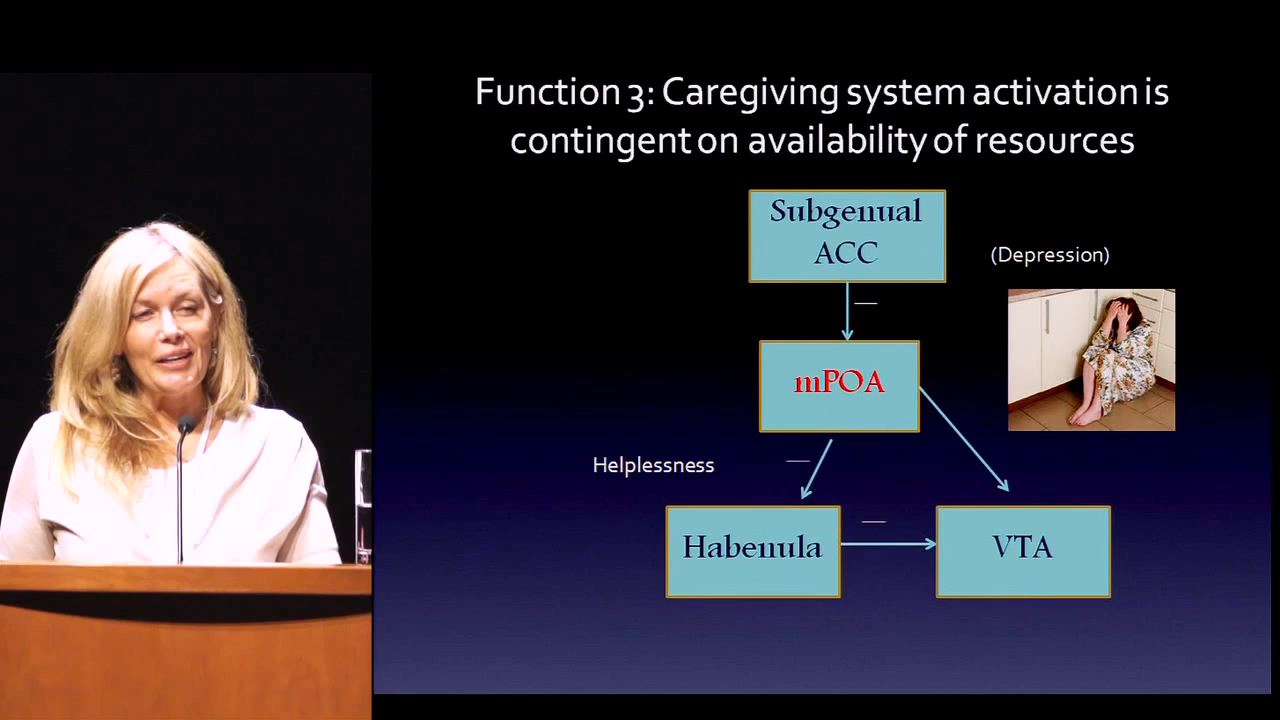 Function 3: Caregiving system activation is
contingent on availability of resources
Subgenual
ACC
(Depression)
—
mPOA
Helplessness
—
—
Habenula
VTA